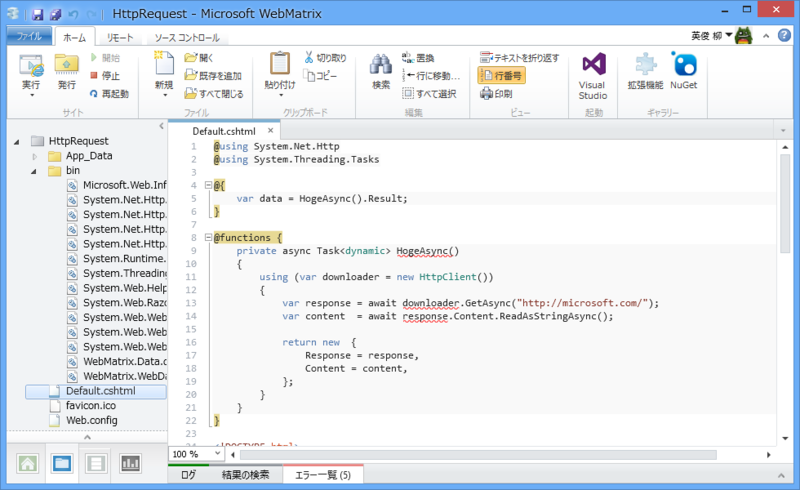 HttpRequest - Microsoft WebMatrix
ファイル ホーム リモート ソース コントロール 英俊 柳
実行 発行 開始 停止 再起動 サイト
新規 開く 既存を追加 すべて閉じる ファイル
貼り付け 切り取り コピー クリップボード
検索 置換 行に移動... すべて選択 編集
テキストを折り返す 行番号 印刷 ビュー
Visual Studio 起動
拡張機能 NuGet ギャラリー
HttpRequest
App_Data
bin
Microsoft.Web.Inf
System.Net.Http.
System.Net.Http.
System.Net.Http.
System.Net.Http.
System.Runtime.
System.Threading
System.Web.Help
System.Web.Razo
System.Web.Web
System.Web.Web
System.Web.Web
WebMatrix.Data.c
WebMatrix.WebDa
Default.cshtml
favicon.ico
Web.config
Default.cshtml
1 @using System.Net.Http
2 @using System.Threading.Tasks
3
4 @{
5 var data = HogeAsync().Result;
6 }
7
8 @functions {
9 private async Task<dynamic> HogeAsync()
10 {
11 using (var downloader = new HttpClient())
12 {
13 var response = await downloader.GetAsync("http://microsoft.com/");
14 var content = await response.Content.ReadAsStringAsync();
15
16 return new {
17 Response = response,
18 Content = content,
19 };
20 }
21 }
22 }
23
24 <!DOCTYPE html>
100 %
ログ 結果の検索 エラー一覧 (5)